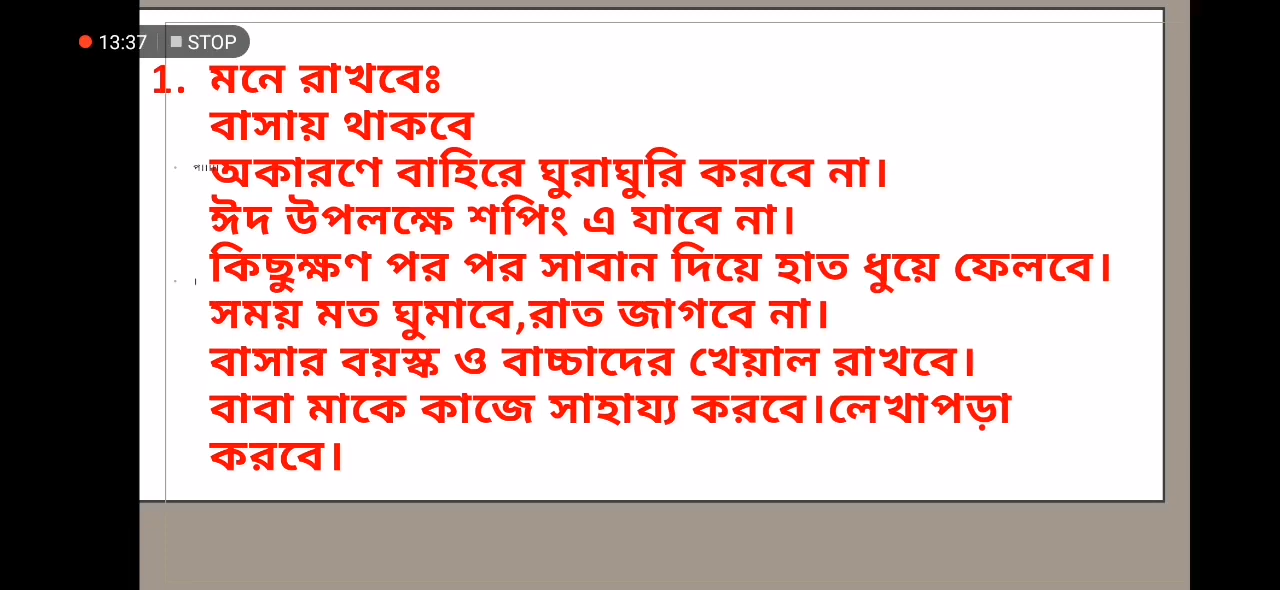 13:37 STOP
1. মনে রাখবেঃ
বাসায় থাকবে
অকারণে বাহিরে ঘুরাঘুরি করবে না।
ঈদ উপলক্ষে শপিং এ যাবে না।
কিছুক্ষণ পর পর সাবান দিয়ে হাত ধুয়ে ফেলবে।
সময় মত ঘুমাবে,রাত জাগবে না।
বাসার বয়স্ক ও বাচ্চাদের খেয়াল রাখবে।
বাবা মাকে কাজে সাহায্য করবে।লেখাপড়া
করবে।